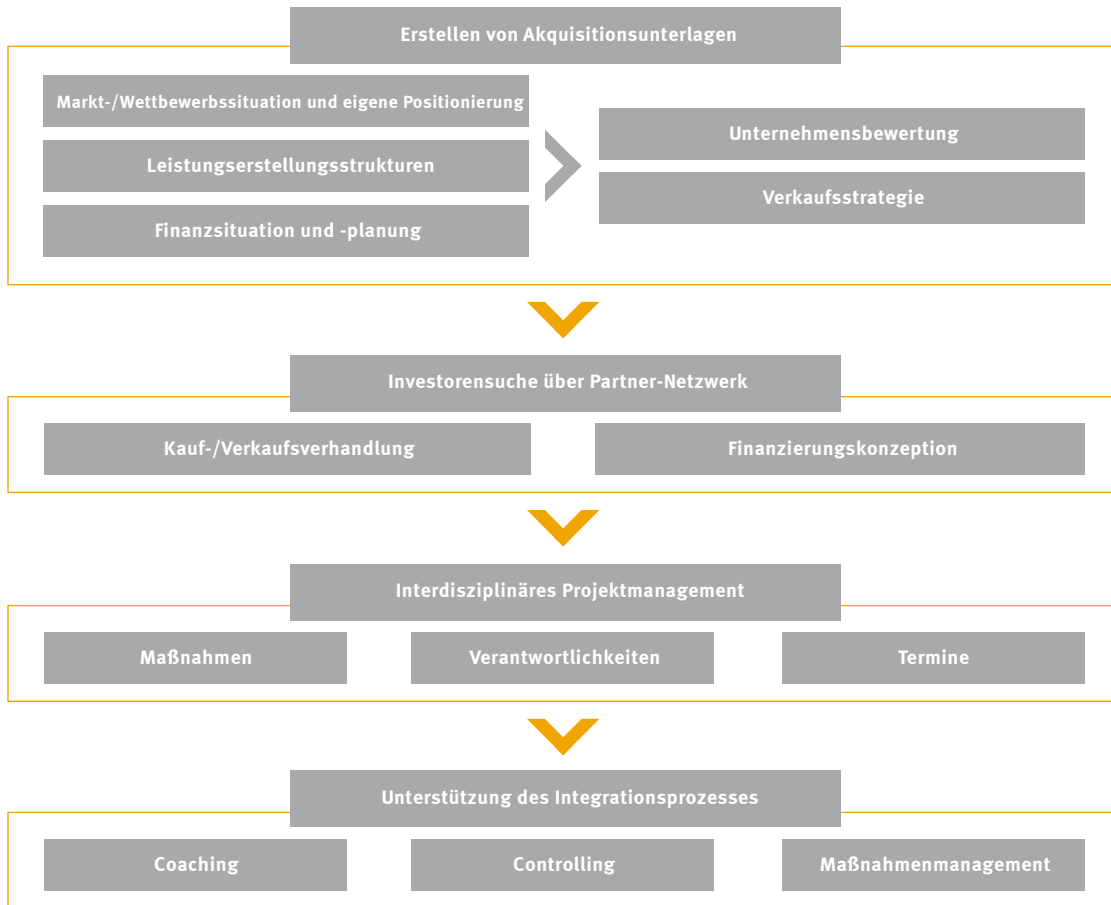 Erstellen von Akquisitionsunterlagen
Markt-/Wettbewerbssituation und eigene Positionierung
Leistungserstellungsstrukturen
Finanzsituation und -planung
Unternehmensbewertung
Verkaufsstrategie
Investorensuche über Partner-Netzwerk
Kauf-/Verkaufsverhandlung
Finanzierungskonzeption
Interdisziplinäres Projektmanagement
Maßnahmen
Verantwortlichkeiten
Termine
Unterstützung des Integrationsprozesses
Coaching
Controlling
Maßnahmenmanagement